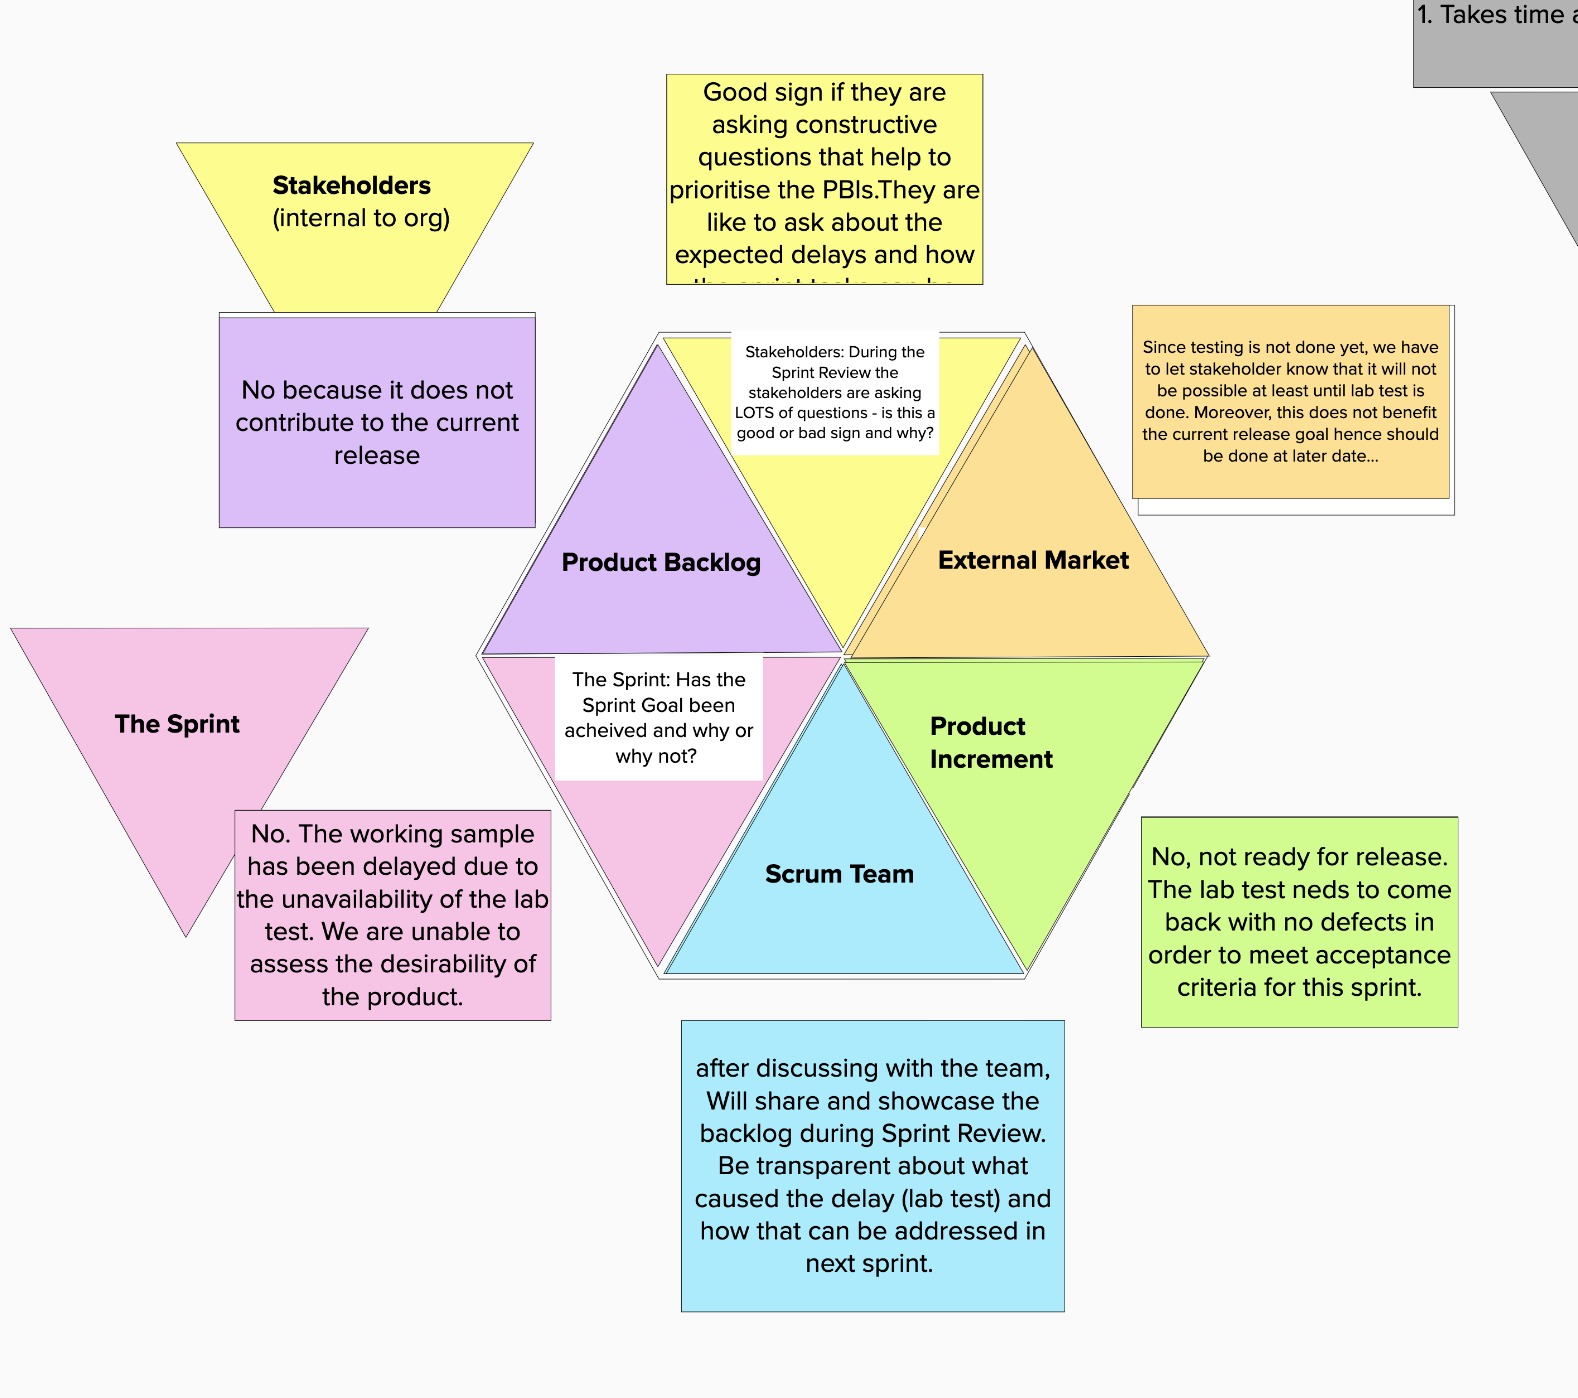 1. Takes time
Good sign if they are
asking constructive
questions that help to
prioritise the PBIs.They are
like to ask about the
expected delays and how
Stakeholders
(internal to org)
No because it does not
contribute to the current
release
Stakeholders: During the
Sprint Review the
stakeholders are asking
LOTS of questions - is this a
good or bad sign and why?
Since testing is not done yet, we have
to let stakeholder know that it will not
be possible at least until lab test is
done. Moreover, this does not benefit
the current release goal hence should
be done at later date...
Product Backlog
External Market
The Sprint
The Sprint: Has the
Sprint Goal been
acheived and why or
why not?
Product
Increment
Scrum Team
No. The working sample
has been delayed due to
the unavailability of the lab
test. We are unable to
assess the desirability of
the product.
No, not ready for release.
The lab test neds to come
back with no defects in
order to meet acceptance
criteria for this sprint.
after discussing with the team,
Will share and showcase the
backlog during Sprint Review.
Be transparent about what
caused the delay (lab test) and
how that can be addressed in
next sprint.